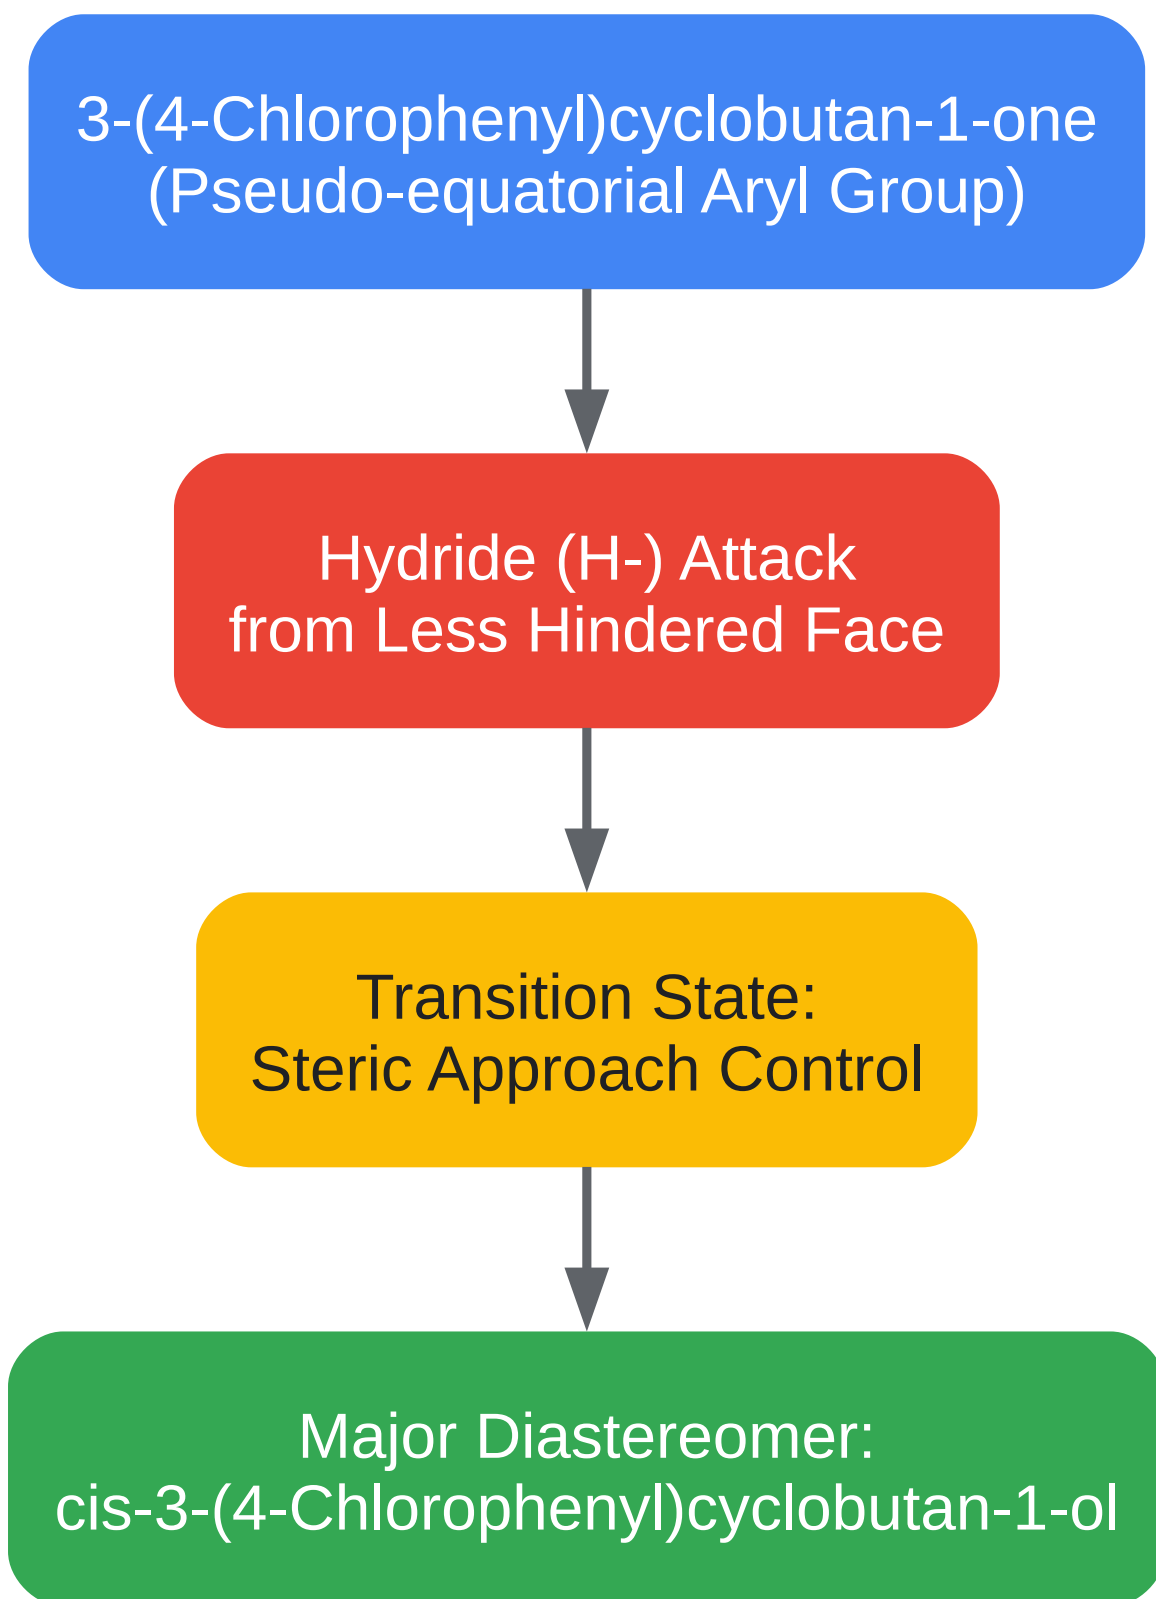 3-(4-Chlorophenyl)cyclobutan-1-one
(Pseudo-equatorial Aryl Group)
Hydride (H-) Attack
from Less Hindered Face
Transition State:
Steric Approach Control
Major Diastereomer:
cis-3-(4-Chlorophenyl)cyclobutan-1-ol